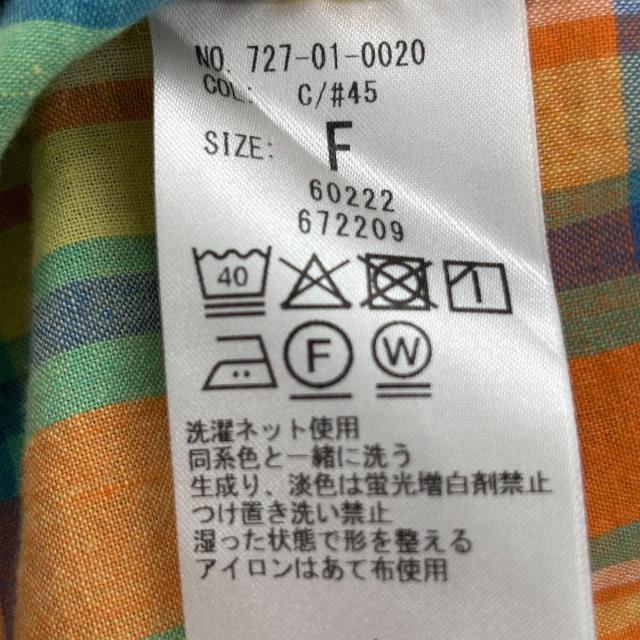 NO. 727-01-0020
COL: C/#45
SIZE: F
60222
672209
40
F W
洗濯ネット使用
同系色と一緒に洗う
生成り、淡色は蛍光増白剤禁止
つけ置き洗い禁止
湿った状態で形を整える
アイロンはあて布使用